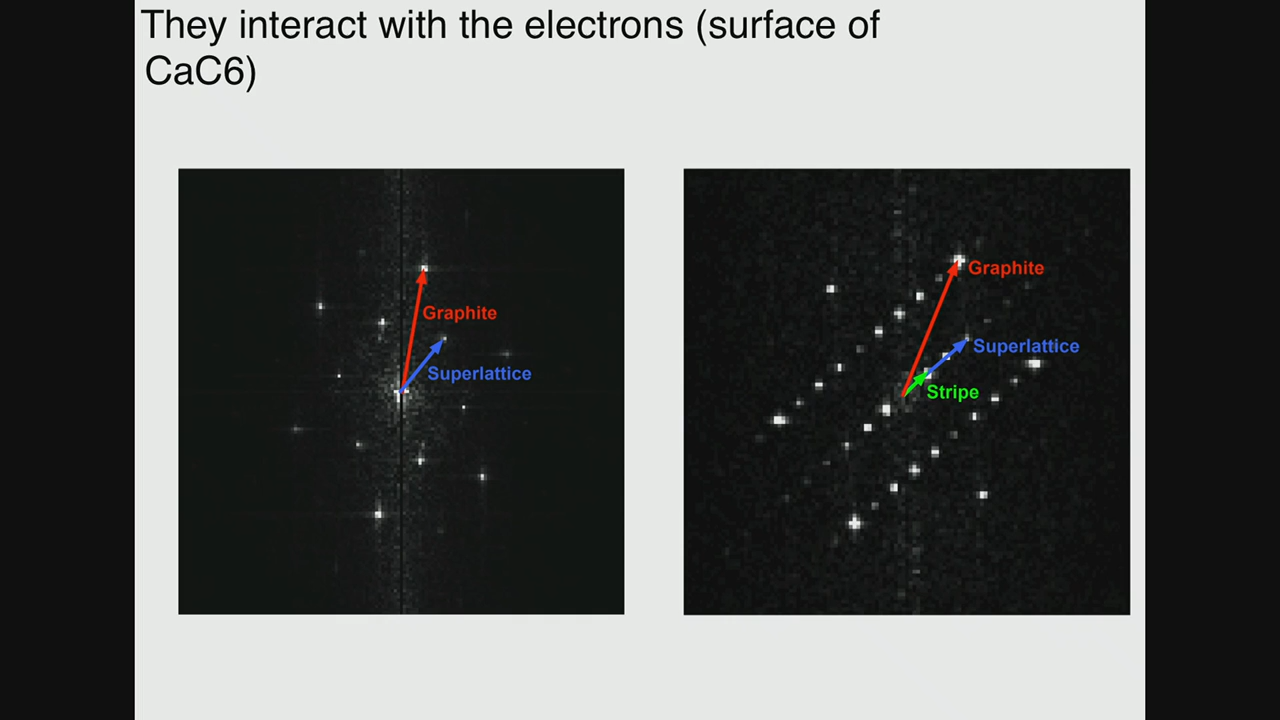 They interact with the electrons (surface of
CaC6)
Graphite
Superlattice
Graphite
Superlattice
Stripe